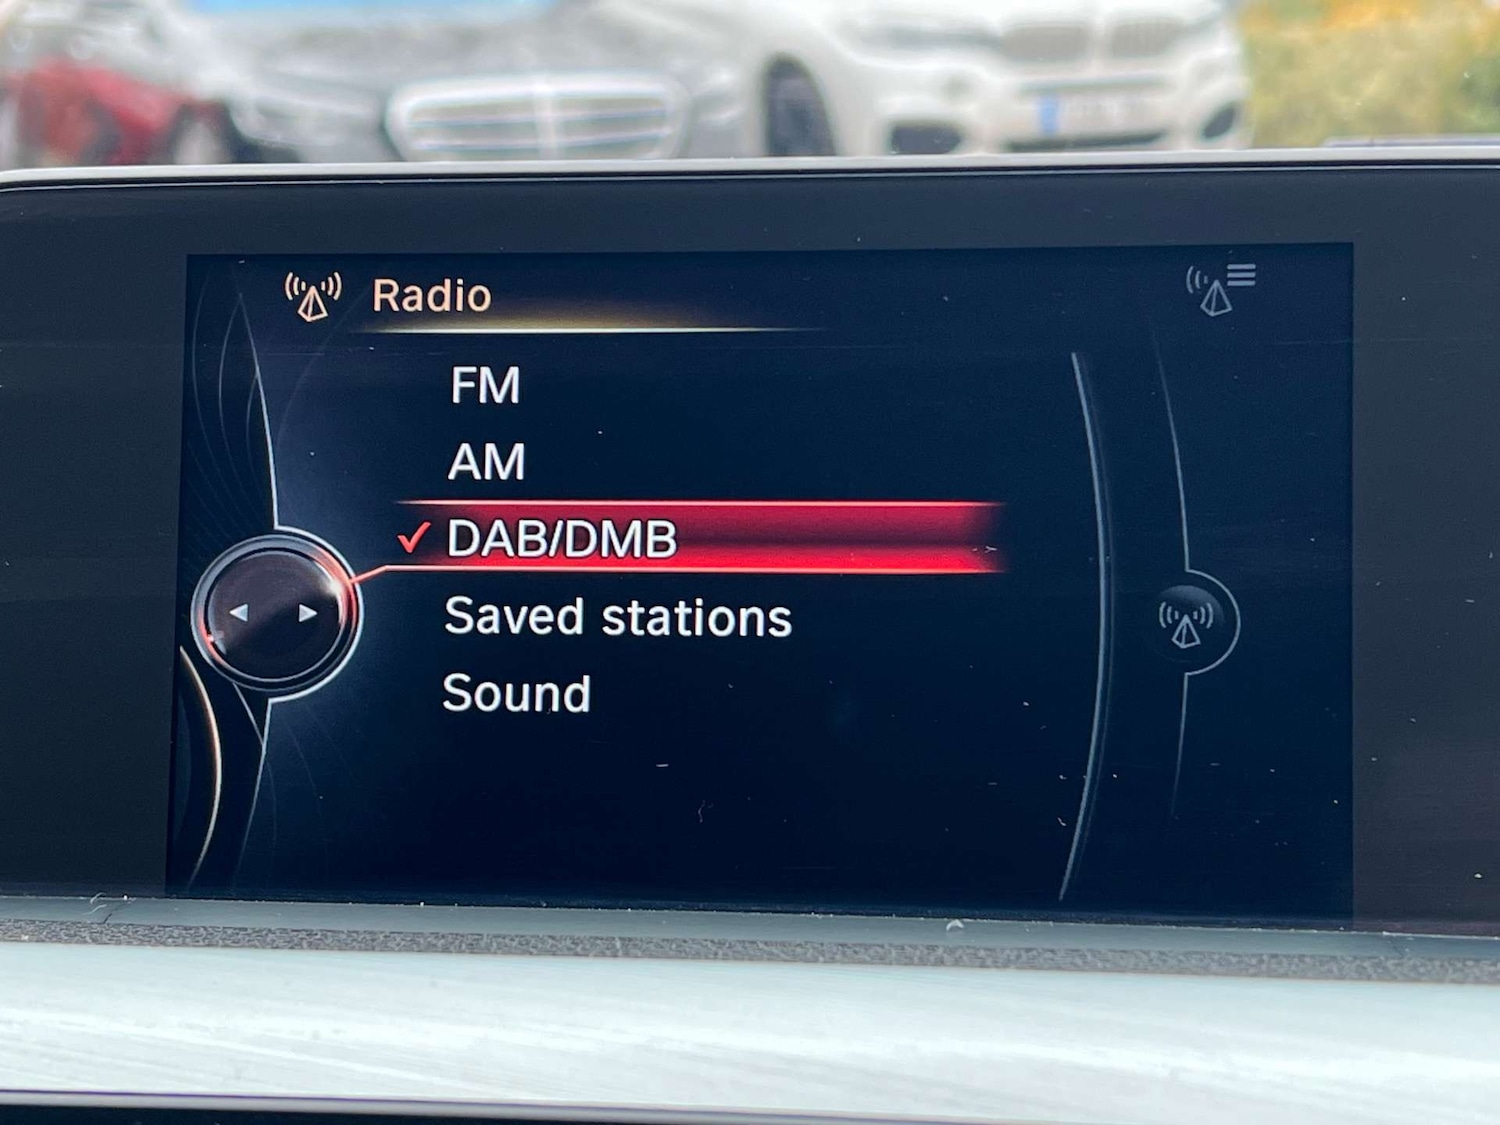 Radio
FM
AM
✓ DAB/DMB
Saved stations
Sound